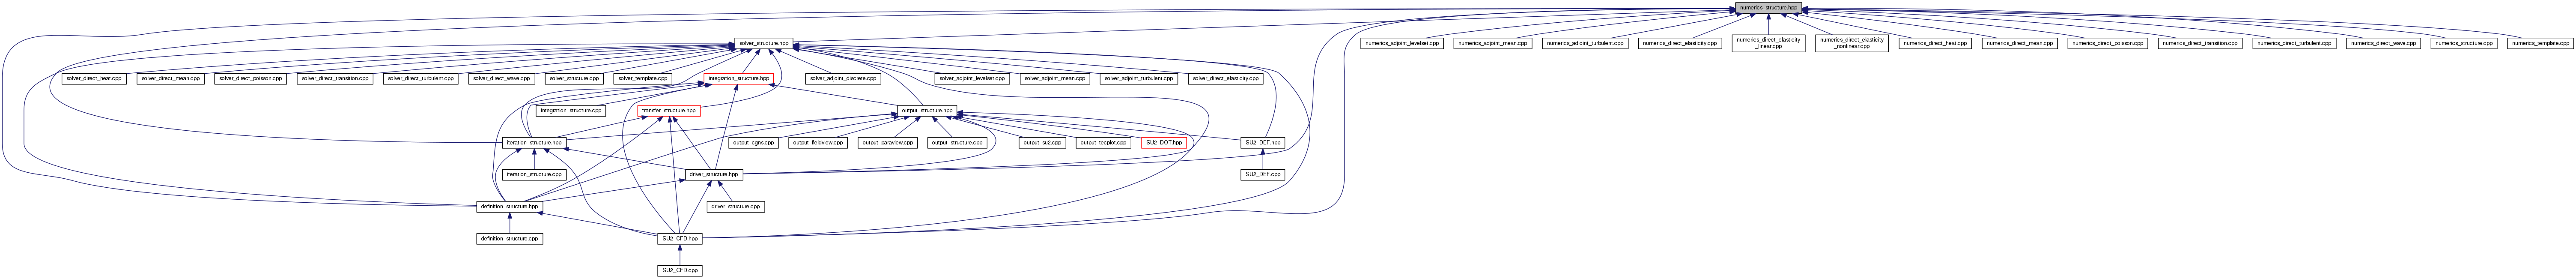 numerics_structure.hpp
solver_structure.hpp
numerics_adjoint_levelset.cpp
numerics_adjoint_mean.cpp
numerics_adjoint_turbulent.cpp
numerics_direct_elasticity.cpp
numerics_direct_elasticity
_linear.cpp
numerics_direct_elasticity
_nonlinear.cpp
numerics_direct_heat.cpp
numerics_direct_mean.cpp
numerics_direct_poisson.cpp
numerics_direct_transition.cpp
numerics_direct_turbulent.cpp
numerics_direct_wave.cpp
numerics_structure.cpp
numerics_template.cpp
solver_direct_heat.cpp
solver_direct_mean.cpp
solver_direct_poisson.cpp
solver_direct_transition.cpp
solver_direct_turbulent.cpp
solver_direct_wave.cpp
solver_structure.cpp
solver_template.cpp
integration_structure.hpp
solver_adjoint_discrete.cpp
solver_adjoint_levelset.cpp
solver_adjoint_mean.cpp
solver_adjoint_turbulent.cpp
solver_direct_elasticity.cpp
integration_structure.cpp
transfer_structure.hpp
output_structure.hpp
iteration_structure.hpp
output_cgns.cpp
output_fieldview.cpp
output_paraview.cpp
output_structure.cpp
output_su2.cpp
output_tecplot.cpp
SU2_DOT.hpp
SU2_DEF.hpp
iteration_structure.cpp
driver_structure.hpp
SU2_DEF.cpp
definition_structure.hpp
driver_structure.cpp
definition_structure.cpp
SU2_CFD.hpp
SU2_CFD.cpp